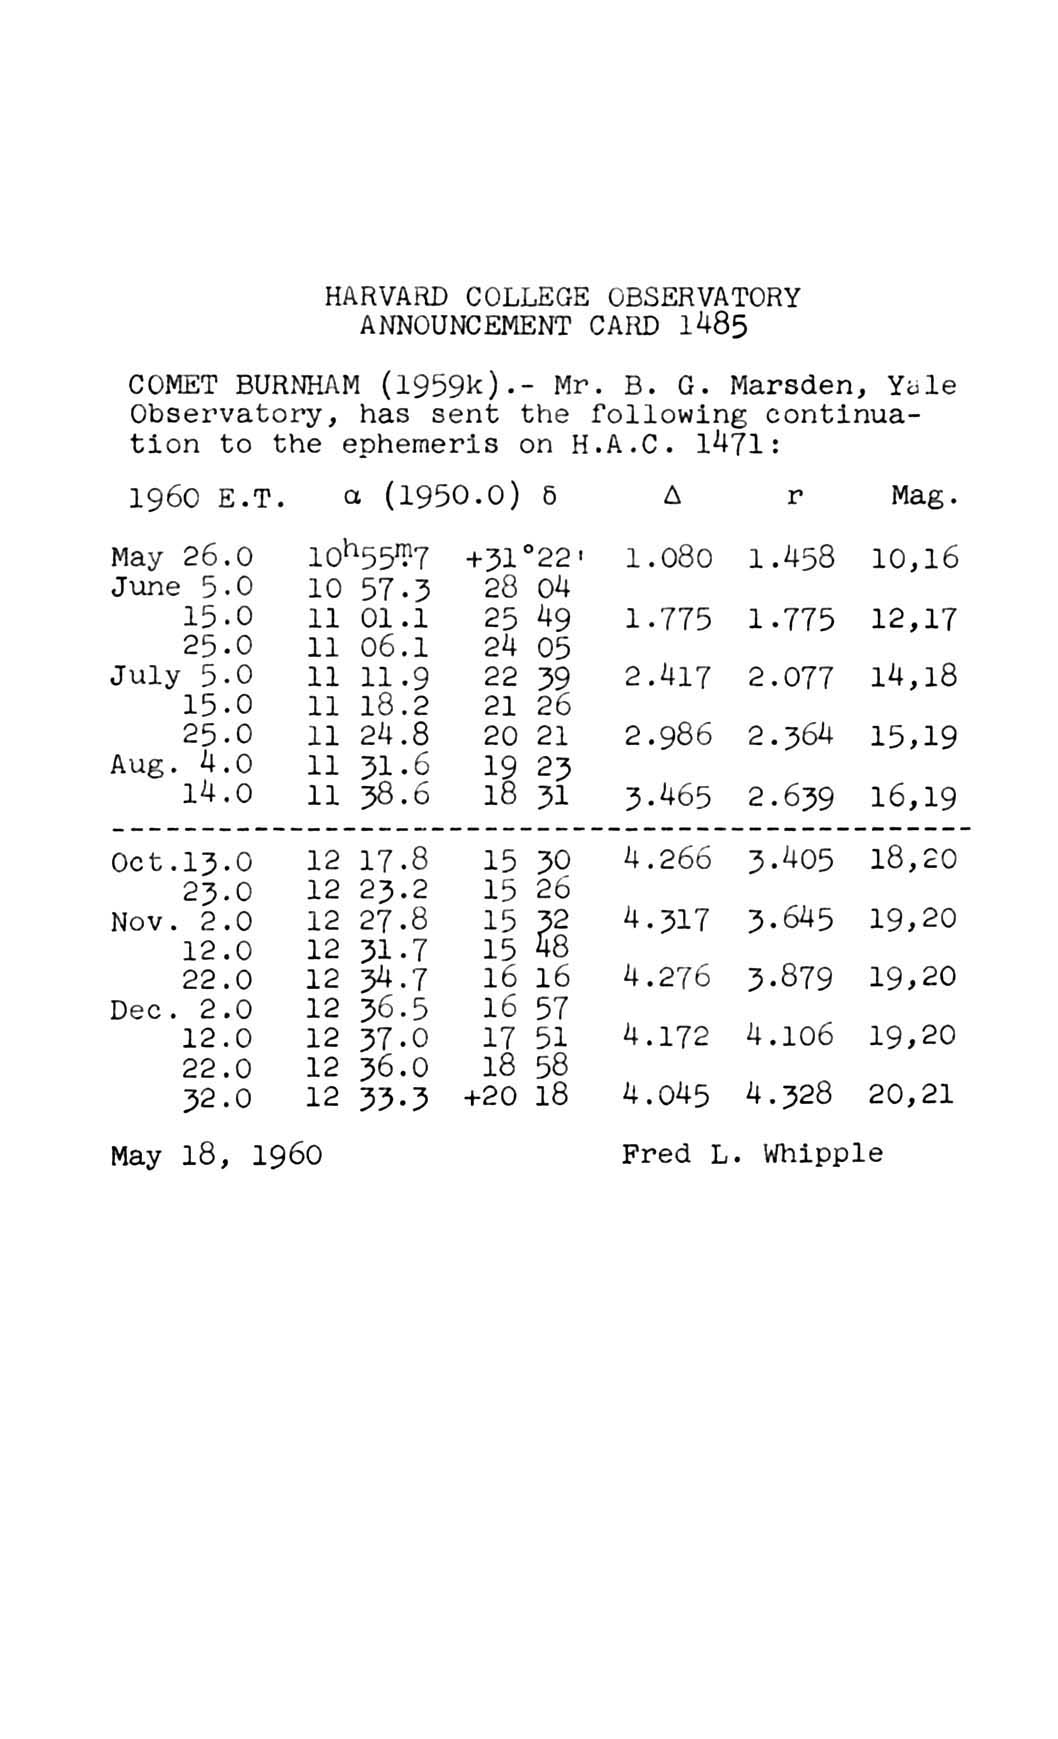 HARVARD COLLEGE OBSERVATORY
ANNOUNCEMENT CARD 1485
COMET BURNHAM (1959k).- Mr. B. G. Marsden, Yale
Observatory, has sent the following continua-
tion to the ephemeris on H.A.C. 1471:
1960 E.T. α (1950.0) δ Δ r Mag.
May 26.0 10ʰ55ᵐ.7 +31°22' 1.080 1.458 10,16
June 5.0 10 57.3 28 04
15.0 11 01.1 25 49 1.775 1.775 12,17
25.0 11 06.1 24 05
July 5.0 11 11.9 22 39 2.417 2.077 14,18
15.0 11 18.2 21 26
25.0 11 24.8 20 21 2.986 2.364 15,19
Aug. 4.0 11 31.6 19 23
14.0 11 38.6 18 31 3.465 2.639 16,19
-------------------------------------------------
Oct.13.0 12 17.8 15 30 4.266 3.405 18,20
23.0 12 23.2 15 26
Nov. 2.0 12 27.8 15 32 4.317 3.645 19,20
12.0 12 31.7 15 48
22.0 12 34.7 16 16 4.276 3.879 19,20
Dec. 2.0 12 36.5 16 57
12.0 12 37.0 17 51 4.172 4.106 19,20
22.0 12 36.0 18 58
32.0 12 33.3 +20 18 4.045 4.328 20,21
May 18, 1960 Fred L. Whipple